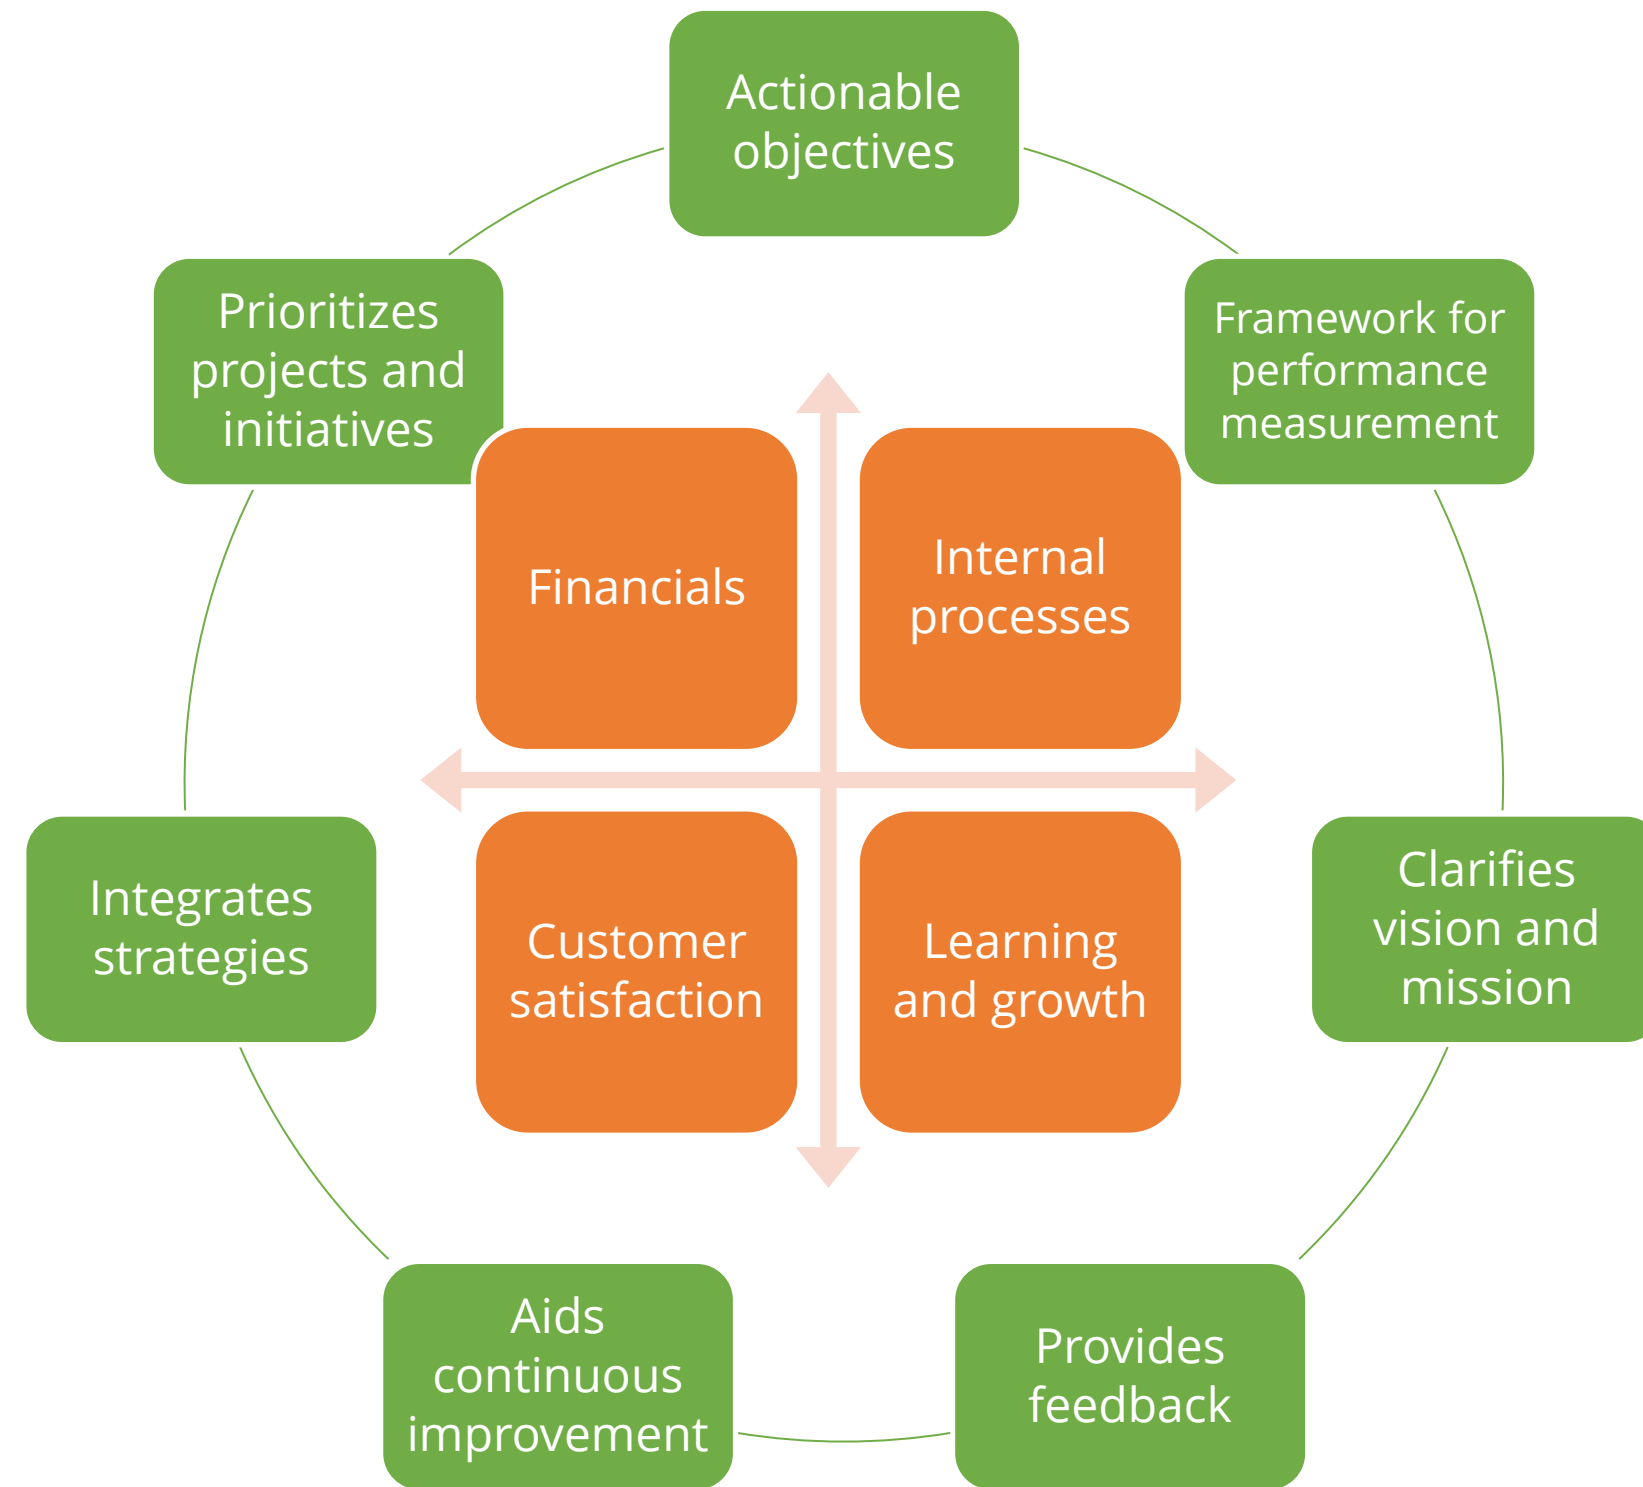 Actionable
objectives
Prioritizes
projects and
initiatives
Framework for
performance
measurement
Financials
Internal
processes
Integrates
strategies
Clarifies
vision and
mission
Customer
satisfaction
Learning
and growth
Aids
continuous
improvement
Provides
feedback